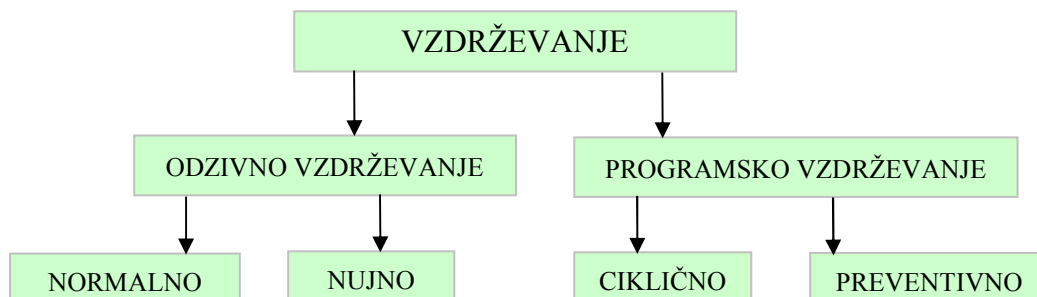 VZDRŽEVANJE
ODZIVNO VZDRŽEVANJE
PROGRAMSKO VZDRŽEVANJE
NORMALNO
NUJNO
CIKLIČNO
PREVENTIVNO